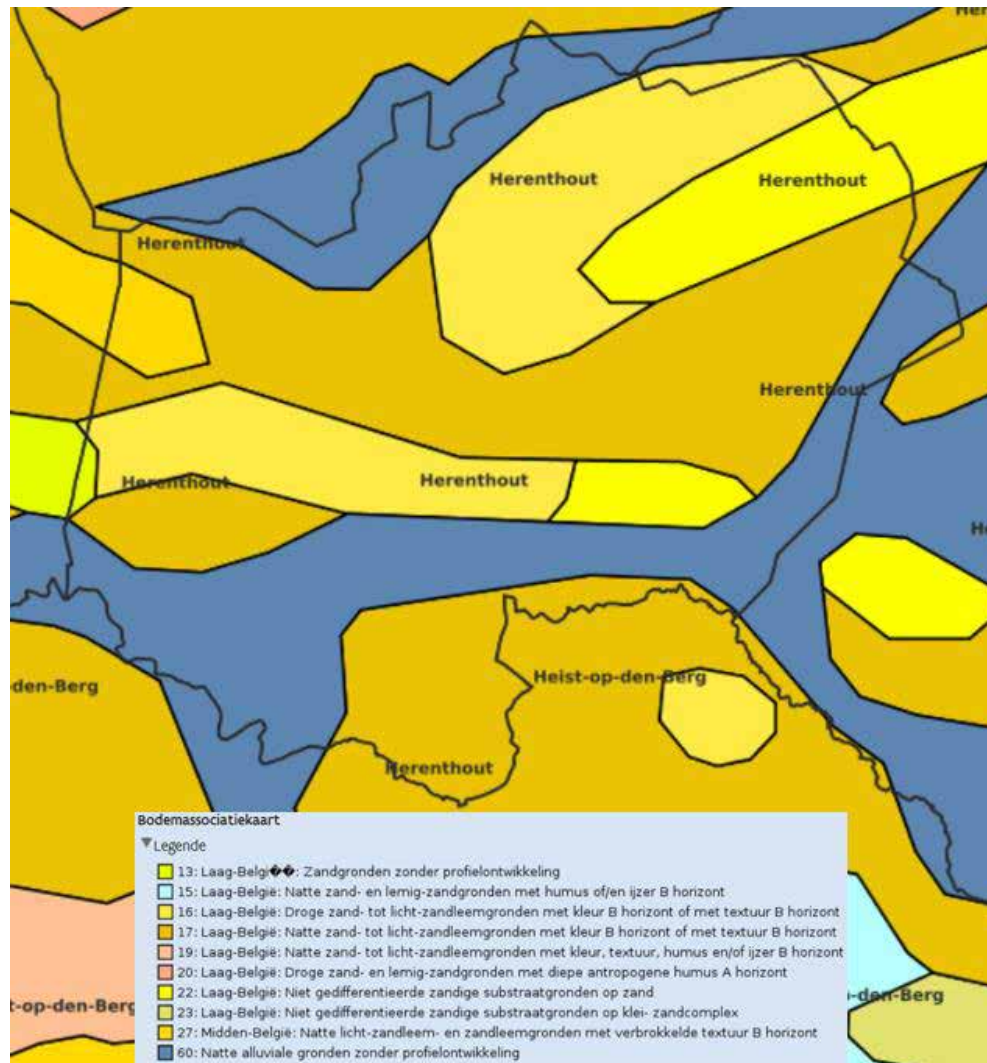 Her
Herenthout
Herenthout
Herenthout
Herenthout
Herenthout
Herenthout
H
-den-Berg
Heist-op-den-Berg
Herenthout
Bodemassociatiekaart
Legende
13: Laag-Belgi��: Zandgronden zonder profielontwikkeling
15: Laag-België: Natte zand- en lemig-zandgronden met humus of/en ijzer B horizont
16: Laag-België: Droge zand- tot licht-zandleemgronden met kleur B horizont of met textuur B horizont
17: Laag-België: Natte zand- tot licht-zandleemgronden met kleur B horizont of met textuur B horizont
19: Laag-België: Natte zand- tot licht-zandleemgronden met kleur, textuur, humus en/of ijzer B horizont
20: Laag-België: Droge zand- en lemig-zandgronden met diepe antropogene humus A horizont
22: Laag-België: Niet gedifferentieerde zandige substraatgronden op zand
23: Laag-België: Niet gedifferentieerde zandige substraatgronden op klei- zandcomplex
27: Midden-België: Natte licht-zandleem- en zandleemgronden met verbrokkelde textuur B horizont
60: Natte alluviale gronden zonder profielontwikkeling
t-op-den-Berg
-den-Berg